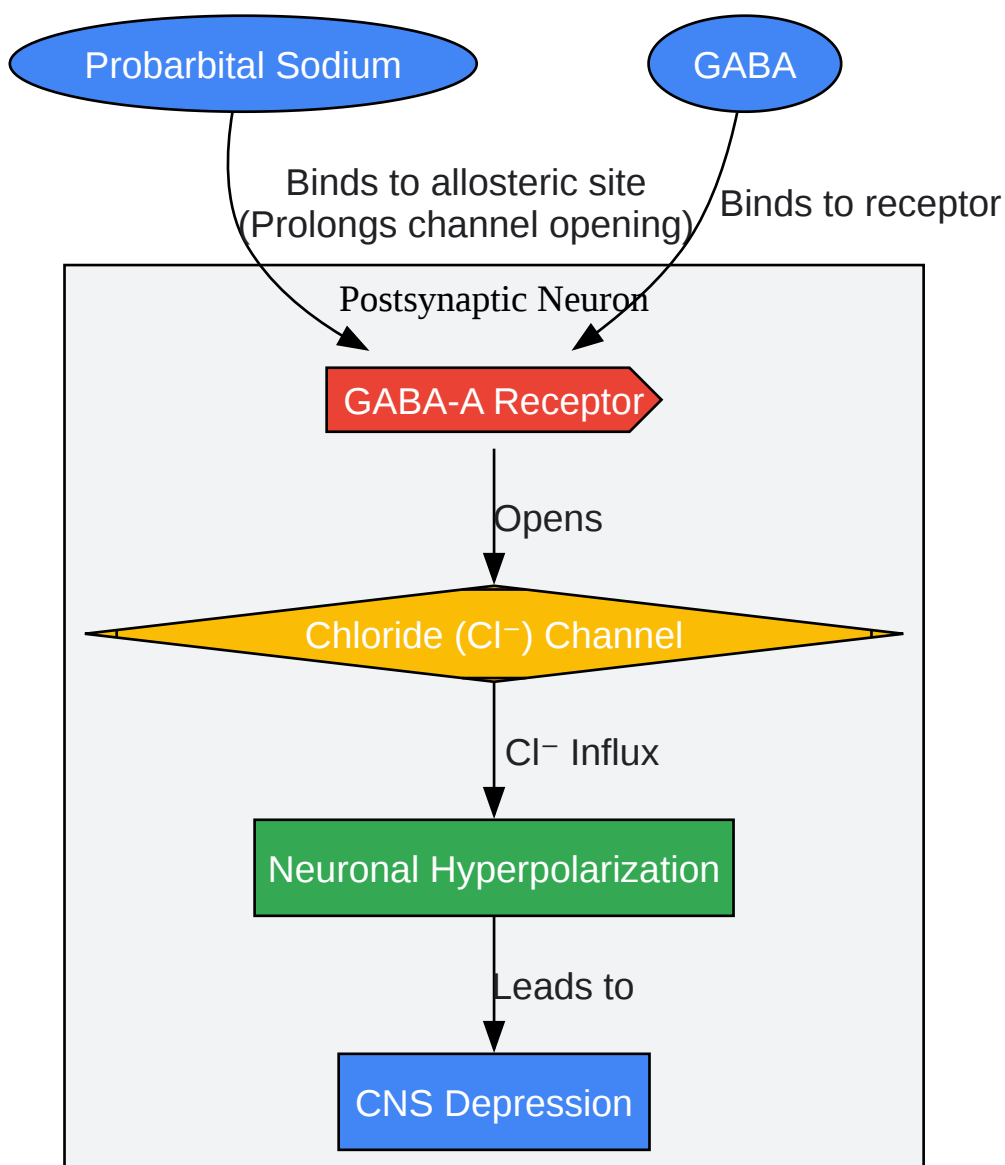 Probarbital Sodium
GABA
Binds to allosteric site
(Prolongs channel opening)
Binds to receptor
Postsynaptic Neuron
GABA-A Receptor
Opens
Chloride (Cl⁻) Channel
Cl⁻ Influx
Neuronal Hyperpolarization
Leads to
CNS Depression